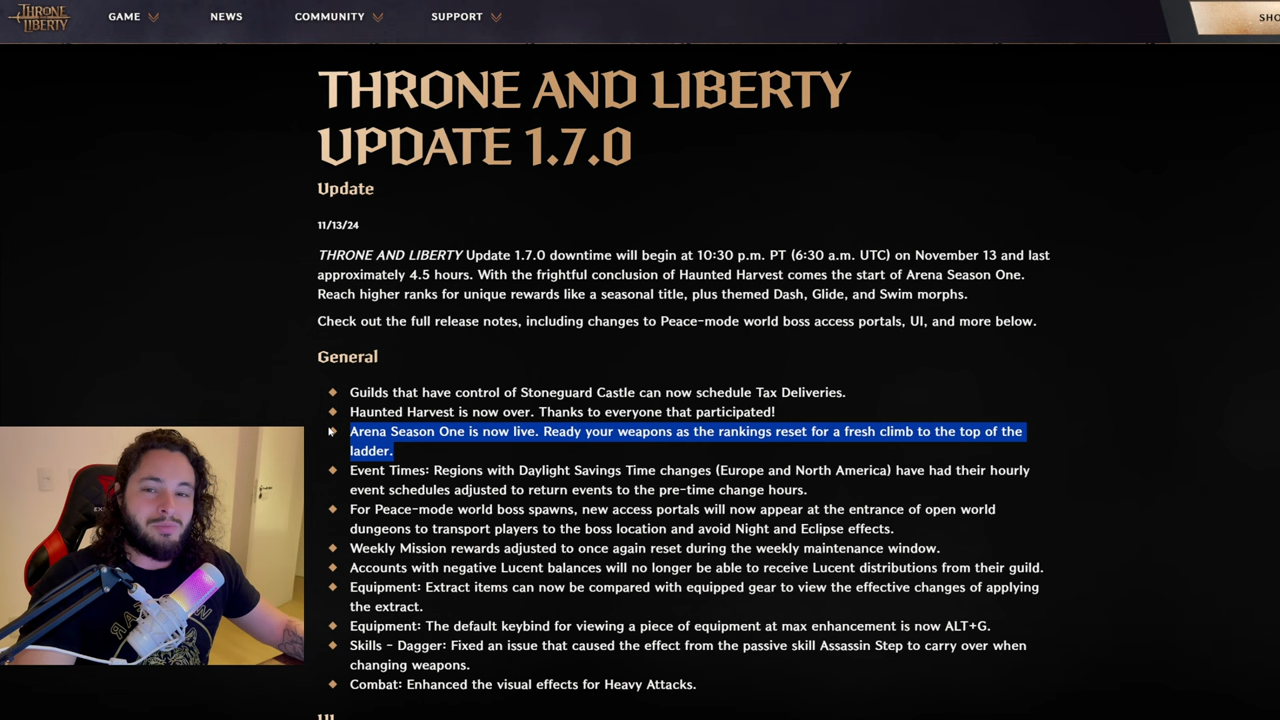 THRONE AND LIBERTY
GAME
NEWS
COMMUNITY
SUPPORT
SHO
THRONE AND LIBERTY
UPDATE 1.7.0
Update
11/13/24
THRONE AND LIBERTY Update 1.7.0 downtime will begin at 10:30 p.m. PT (6:30 a.m. UTC) on November 13 and last
approximately 4.5 hours. With the frightful conclusion of Haunted Harvest comes the start of Arena Season One.
Reach higher ranks for unique rewards like a seasonal title, plus themed Dash, Glide, and Swim morphs.
Check out the full release notes, including changes to Peace-mode world boss access portals, UI, and more below.
General
Guilds that have control of Stoneguard Castle can now schedule Tax Deliveries.
Haunted Harvest is now over. Thanks to everyone that participated!
Arena Season One is now live. Ready your weapons as the rankings reset for a fresh climb to the top of the
ladder.
Event Times: Regions with Daylight Savings Time changes (Europe and North America) have had their hourly
event schedules adjusted to return events to the pre-time change hours.
For Peace-mode world boss spawns, new access portals will now appear at the entrance of open world
dungeons to transport players to the boss location and avoid Night and Eclipse effects.
Weekly Mission rewards adjusted to once again reset during the weekly maintenance window.
Accounts with negative Lucent balances will no longer be able to receive Lucent distributions from their guild.
Equipment: Extract items can now be compared with equipped gear to view the effective changes of applying
the extract.
Equipment: The default keybind for viewing a piece of equipment at max enhancement is now ALT+G.
Skills - Dagger: Fixed an issue that caused the effect from the passive skill Assassin Step to carry over when
changing weapons.
Combat: Enhanced the visual effects for Heavy Attacks.
UI